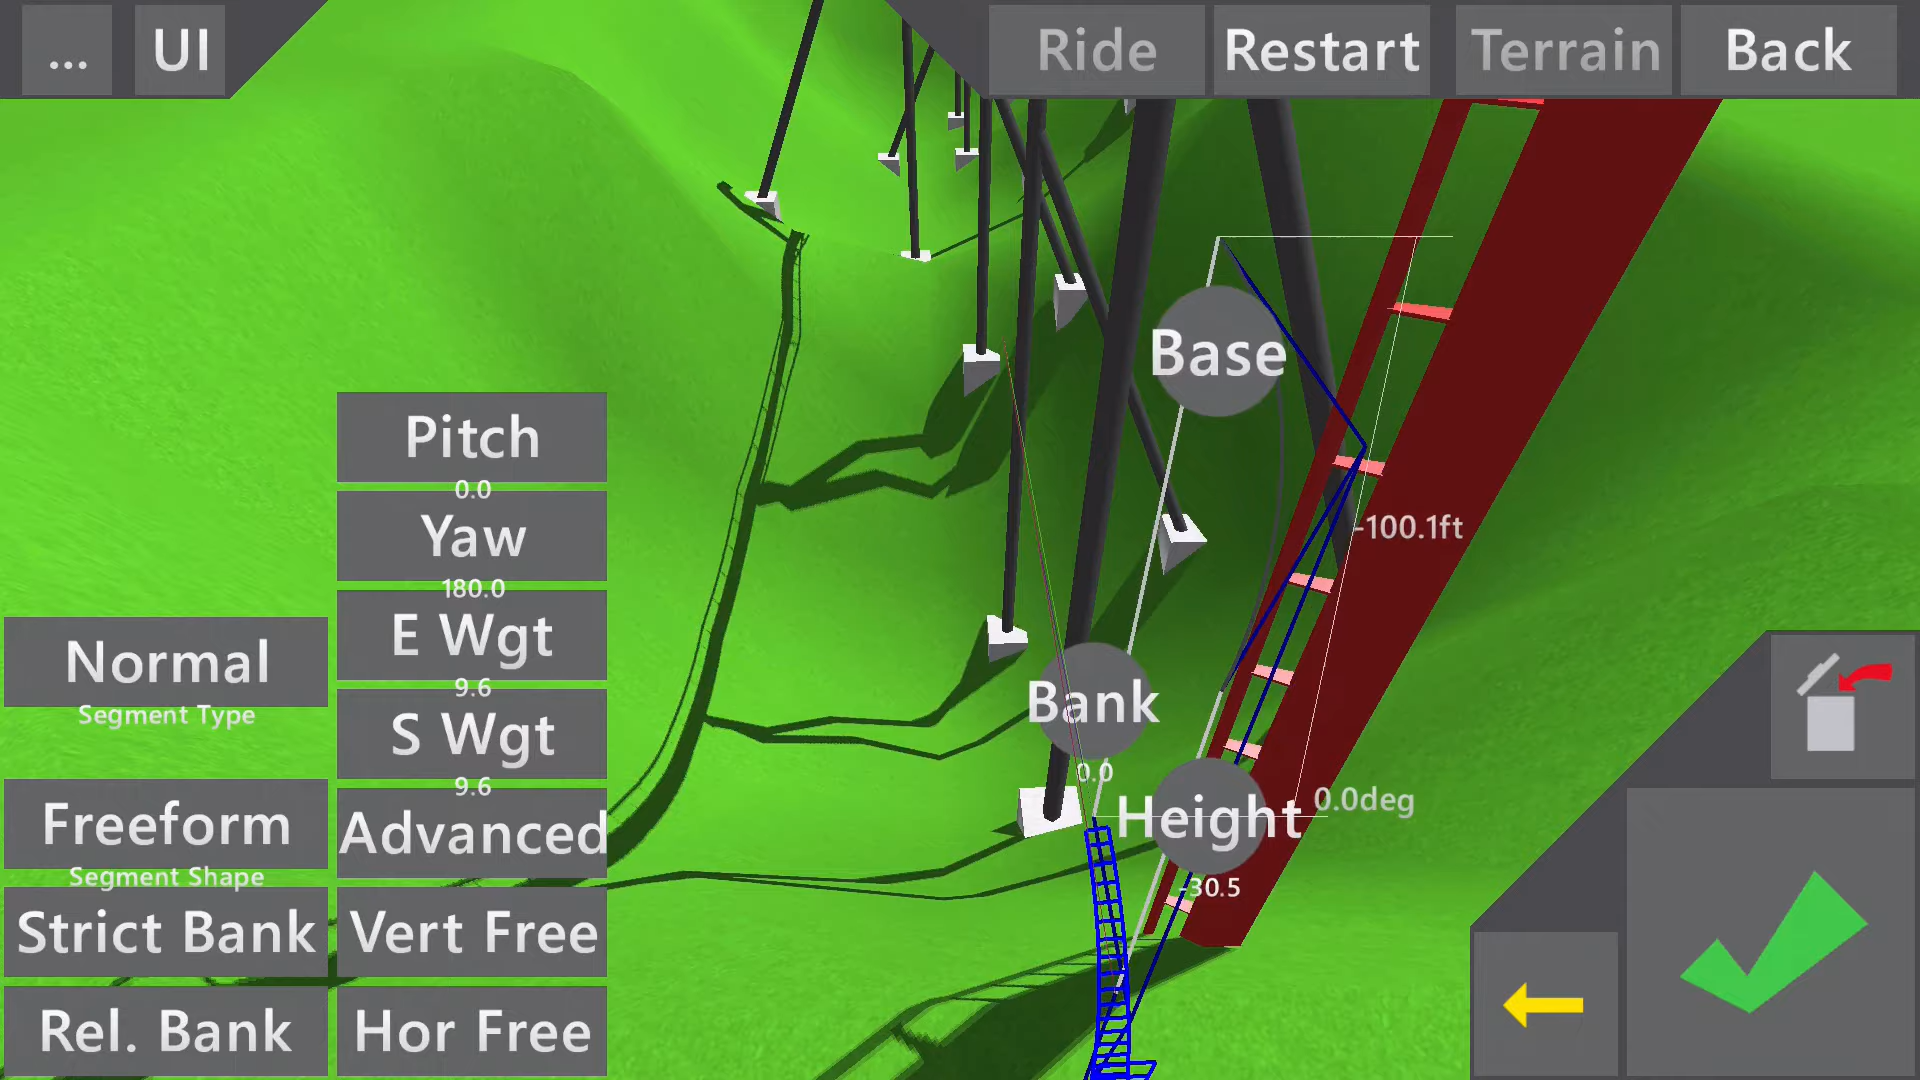 ... UI Ride Restart Terrain Back
Base
-100.1ft
Pitch
0.0
Yaw
180.0
E Wgt
9.6
S Wgt
9.6
Advanced
Normal
Segment Type
Freeform
Segment Shape
Strict Bank Vert Free
Rel. Bank Hor Free
Bank
0.0
Height
-30.5
0.0deg